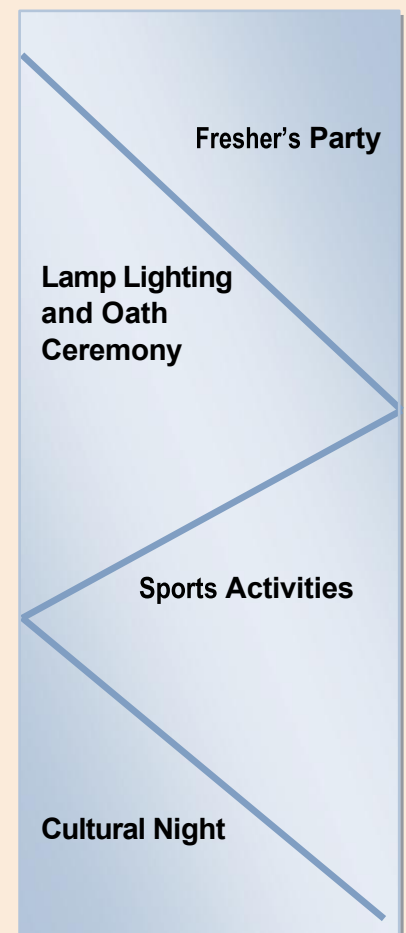 Fresher’s Party
Lamp Lighting
and Oath
Ceremony
Sports Activities
Cultural Night